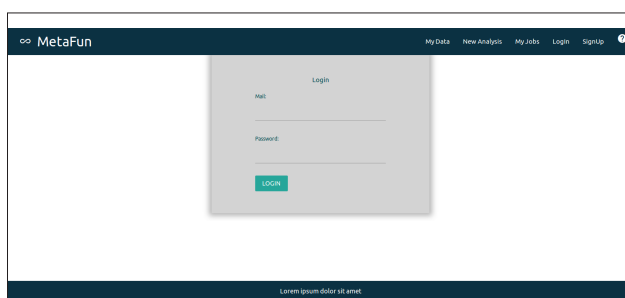 ∞ MetaFun My Data New Analysis My Jobs Login SignUp ?
Login
Mail:
Password:
LOGIN
Lorem ipsum dolor sit amet